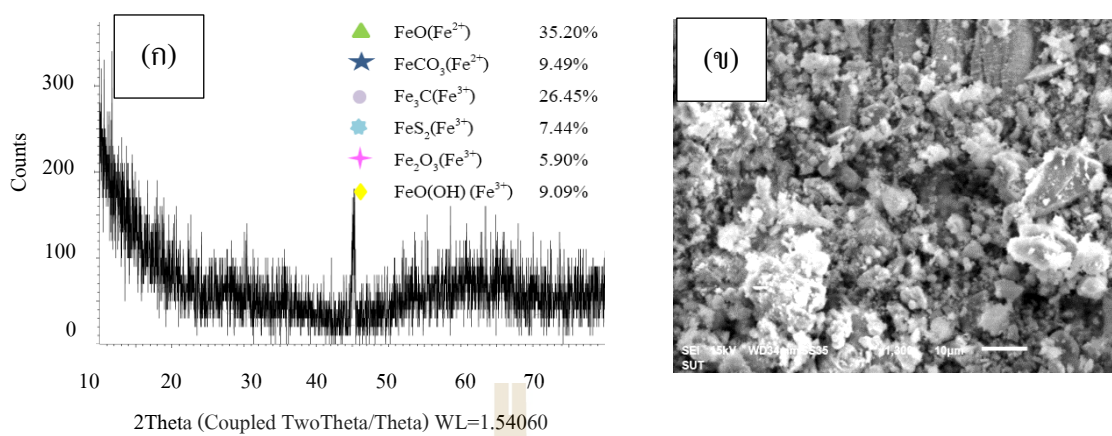 (ก)
FeO(Fe²⁺) 35.20%
FeCO₃(Fe²⁺) 9.49%
Fe₃C(Fe³⁺) 26.45%
FeS₂(Fe³⁺) 7.44%
Fe₂O₃(Fe³⁺) 5.90%
FeO(OH) (Fe³⁺) 9.09%
Counts
300
200
100
0
10 20 30 40 50 60 70
2Theta (Coupled TwoTheta/Theta) WL=1.54060
(ข)
SEI 15kV 10μm
SUT